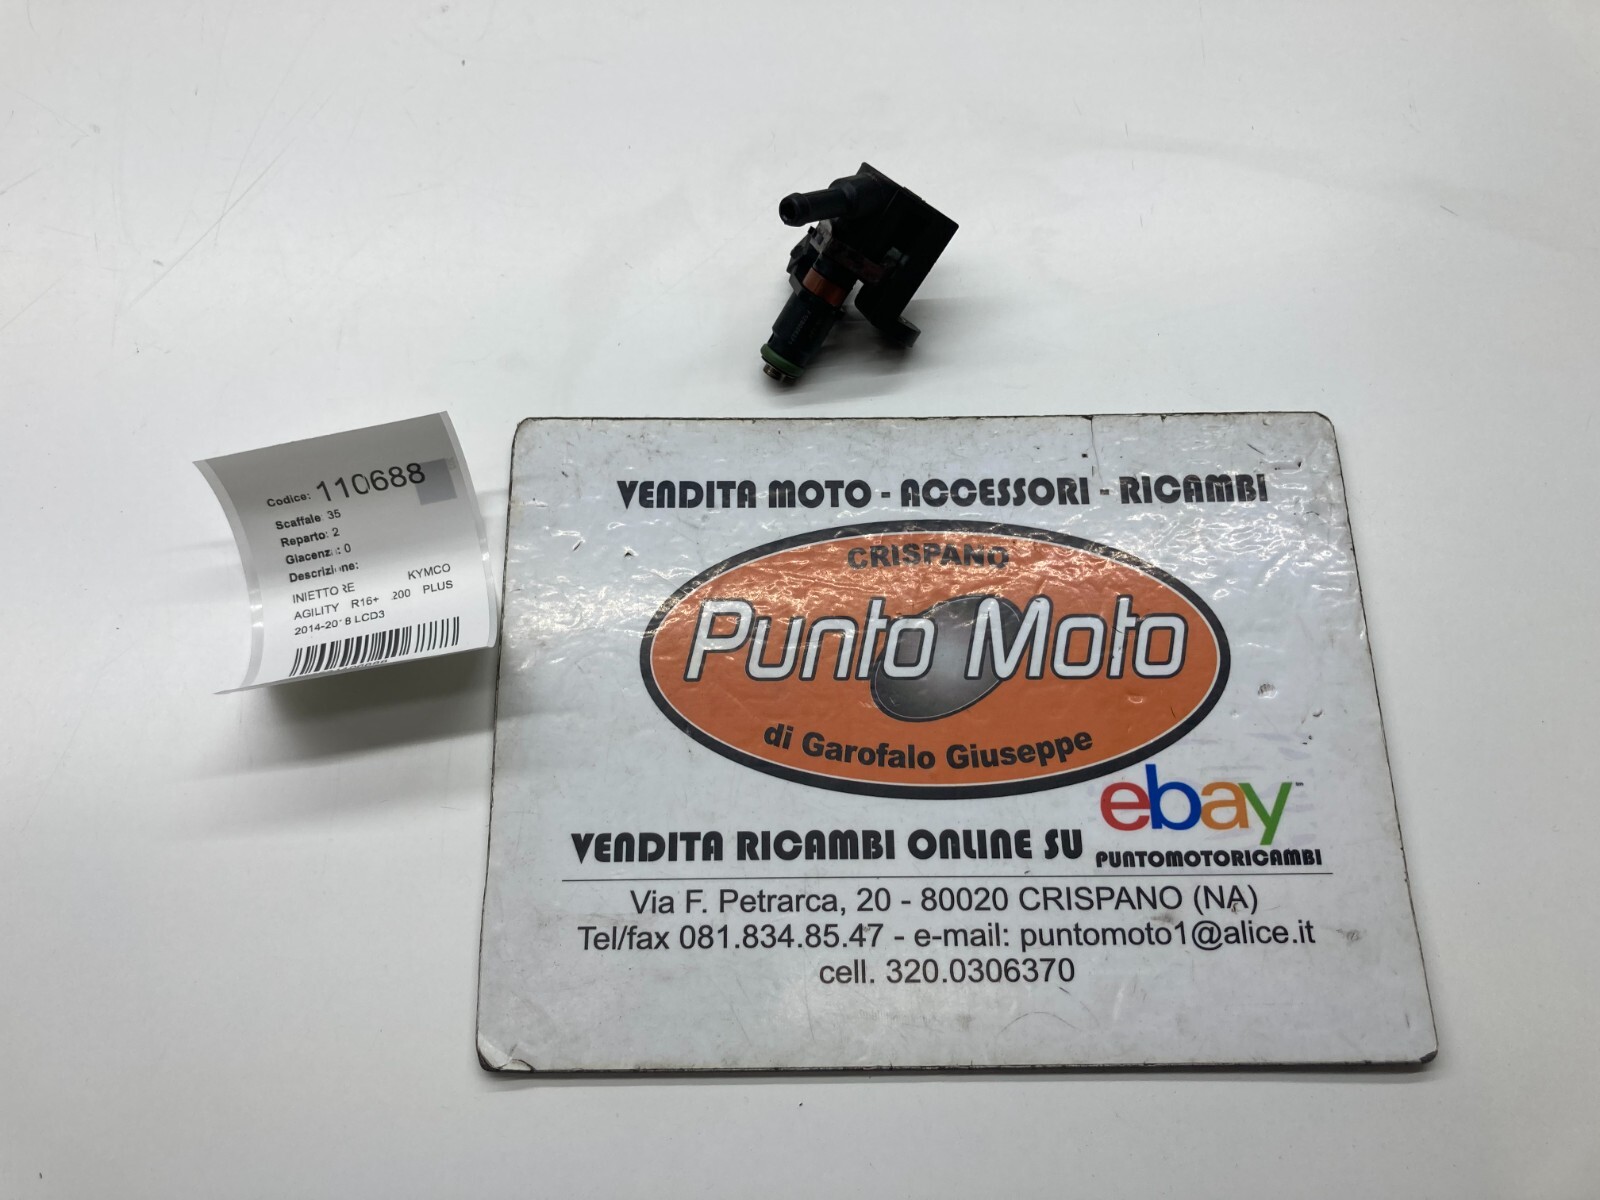 Codice: 110688
Scaffale: 35
Reparto: 2
Giacenza: 0
Descrizione:
INIETTORE KYMCO
AGILITY R16+ 200 PLUS
2014-2018 LCD3
VENDITA MOTO - ACCESSORI - RICAMBI
CRISPANO
Punto Moto
di Garofalo Giuseppe
ebay
VENDITA RICAMBI ONLINE SU
PUNTOMOTORICAMBI
Via F. Petrarca, 20 - 80020 CRISPANO (NA)
Tel/fax 081.834.85.47 - e-mail: puntomoto1@alice.it
cell. 320.0306370